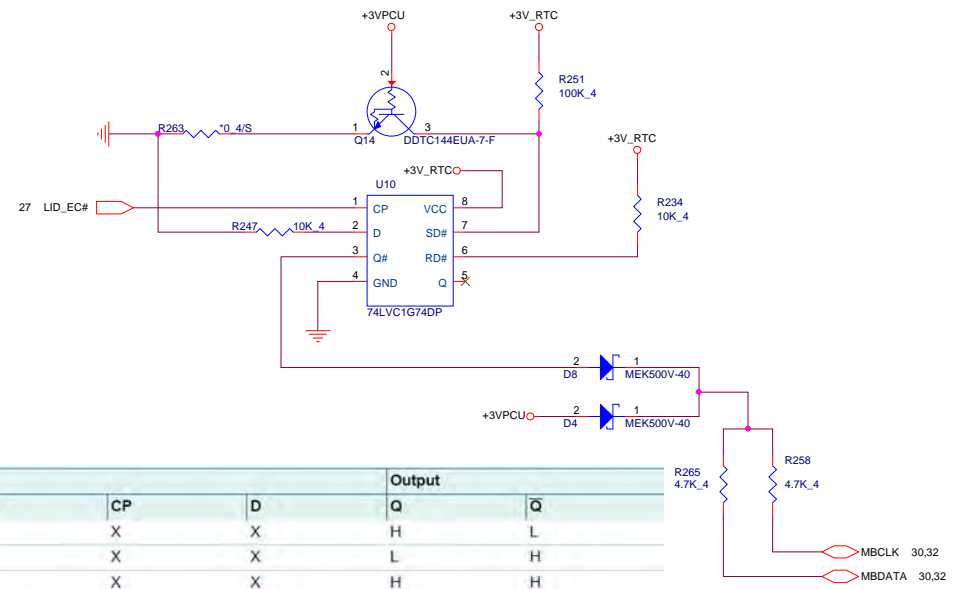 +3VPCU
+3V_RTC
2
R251
100K_4
R263
*0_4/S
1
3
Q14
DDTC144EUA-7-F
+3V_RTC
+3V_RTC
U10
R234
10K_4
27 LID_EC#
1
CP
VCC
8
R247
10K_4
2
D
SD#
7
3
Q#
RD#
6
4
GND
Q
5
74LVC1G74DP
2
1
D8
MEK500V-40
+3VPCU
2
1
D4
MEK500V-40
R265
4.7K_4
R258
4.7K_4
Output
CP D Q Q̅
X X H L
X X L H
X X H H
MBCLK 30,32
MBDATA 30,32